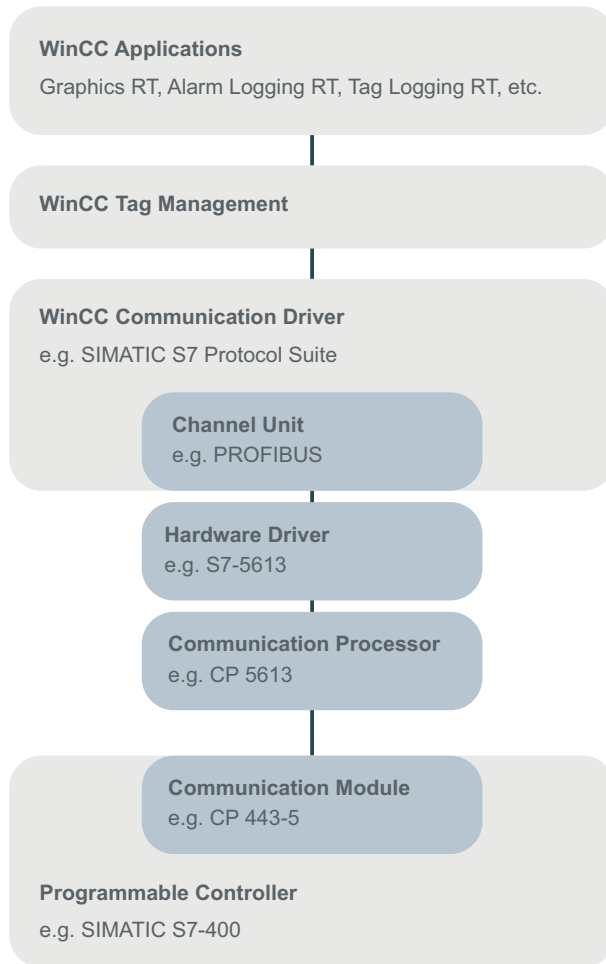 WinCC Applications
Graphics RT, Alarm Logging RT, Tag Logging RT, etc.
WinCC Tag Management
WinCC Communication Driver
e.g. SIMATIC S7 Protocol Suite
Channel Unit
e.g. PROFIBUS
Hardware Driver
e.g. S7-5613
Communication Processor
e.g. CP 5613
Communication Module
e.g. CP 443-5
Programmable Controller
e.g. SIMATIC S7-400